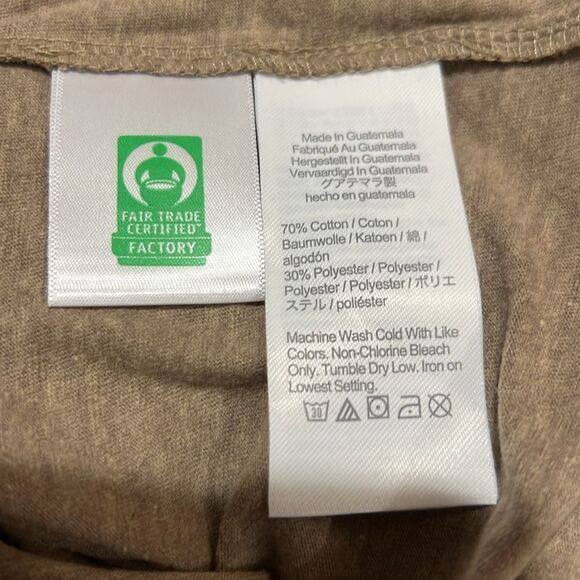 FAIR TRADE
CERTIFIED™
FACTORY
Made In Guatemala
Fabriqué Au Guatemala
Hergestellt In Guatemala
Vervaardigd In Guatemala
グアテマラ製
hecho en guatemala
70% Cotton / Coton /
Baumwolle / Katoen / 綿 /
algodón
30% Polyester / Polyester /
Polyester / Polyester / ポリエ
ステル / poliéster
Machine Wash Cold With Like
Colors. Non-Chlorine Bleach
Only. Tumble Dry Low. Iron on
Lowest Setting.
30